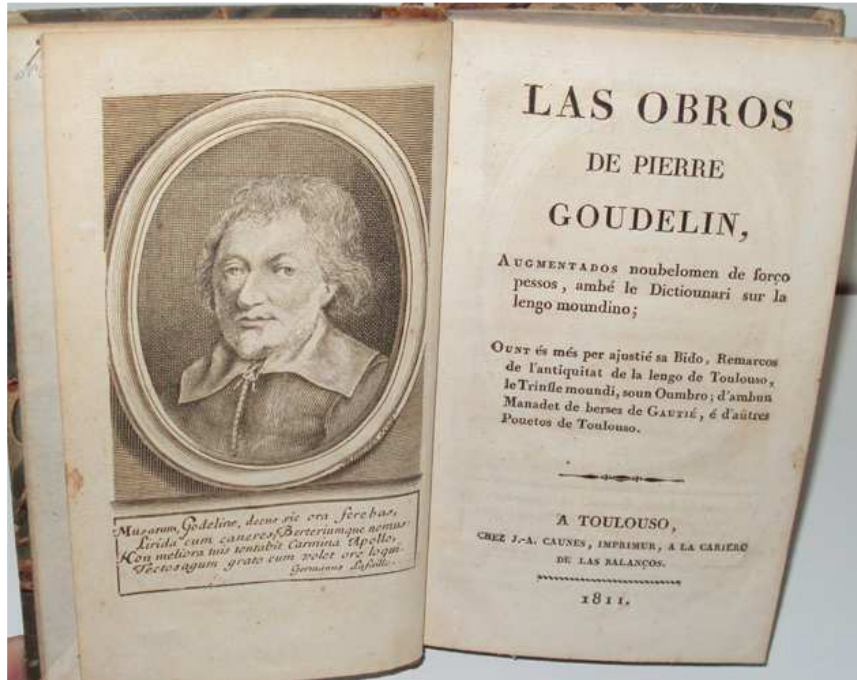 Musarum, Godeline, decus sic ora ferebas,
Lirida cum caneres, Berteriumque nemus:
Non meliora tuis tentabit Carmina Apollo,
Tectosagum grato cum volet ore loqui.
Germanus Lafaille.
LAS OBROS
DE PIERRE
GOUDELIN,
AUGMENTADOS noubelomen de forço
pessos, ambé le Dictiounari sur la
lengo moundino;
OUNT és més per ajustié sa Bido, Remarcos
de l'antiquitat de la lengo de Toulouso,
le Trinfle moundi, soun Oumbro; d'ambun
Manadet de berses de GAUTIÉ, é d'aütres
Pouetos de Toulouso.
A TOULOUSO,
CHEZ J.-A. CAUNES, IMPRIMUR, A LA CARIERO
DE LAS BALANÇOS.
1811.